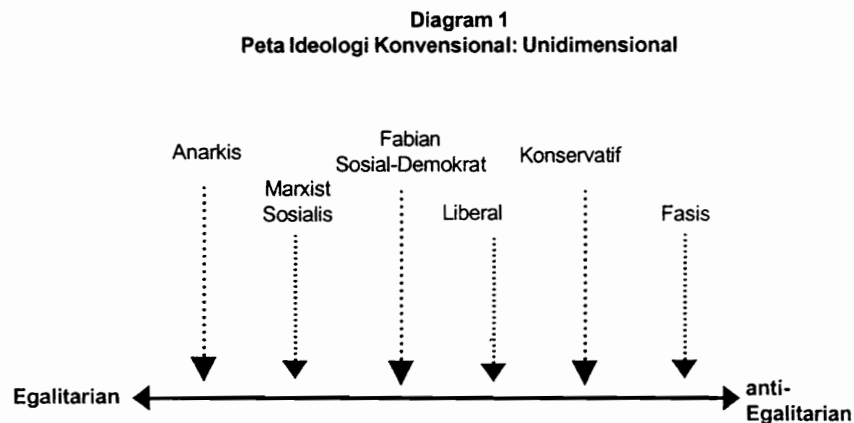 Diagram 1
Peta Ideologi Konvensional: Unidimensional
Anarkis
Marxist
Sosialis
Fabian
Sosial-Demokrat
Liberal
Konservatif
Fasis
Egalitarian
anti-
Egalitarian